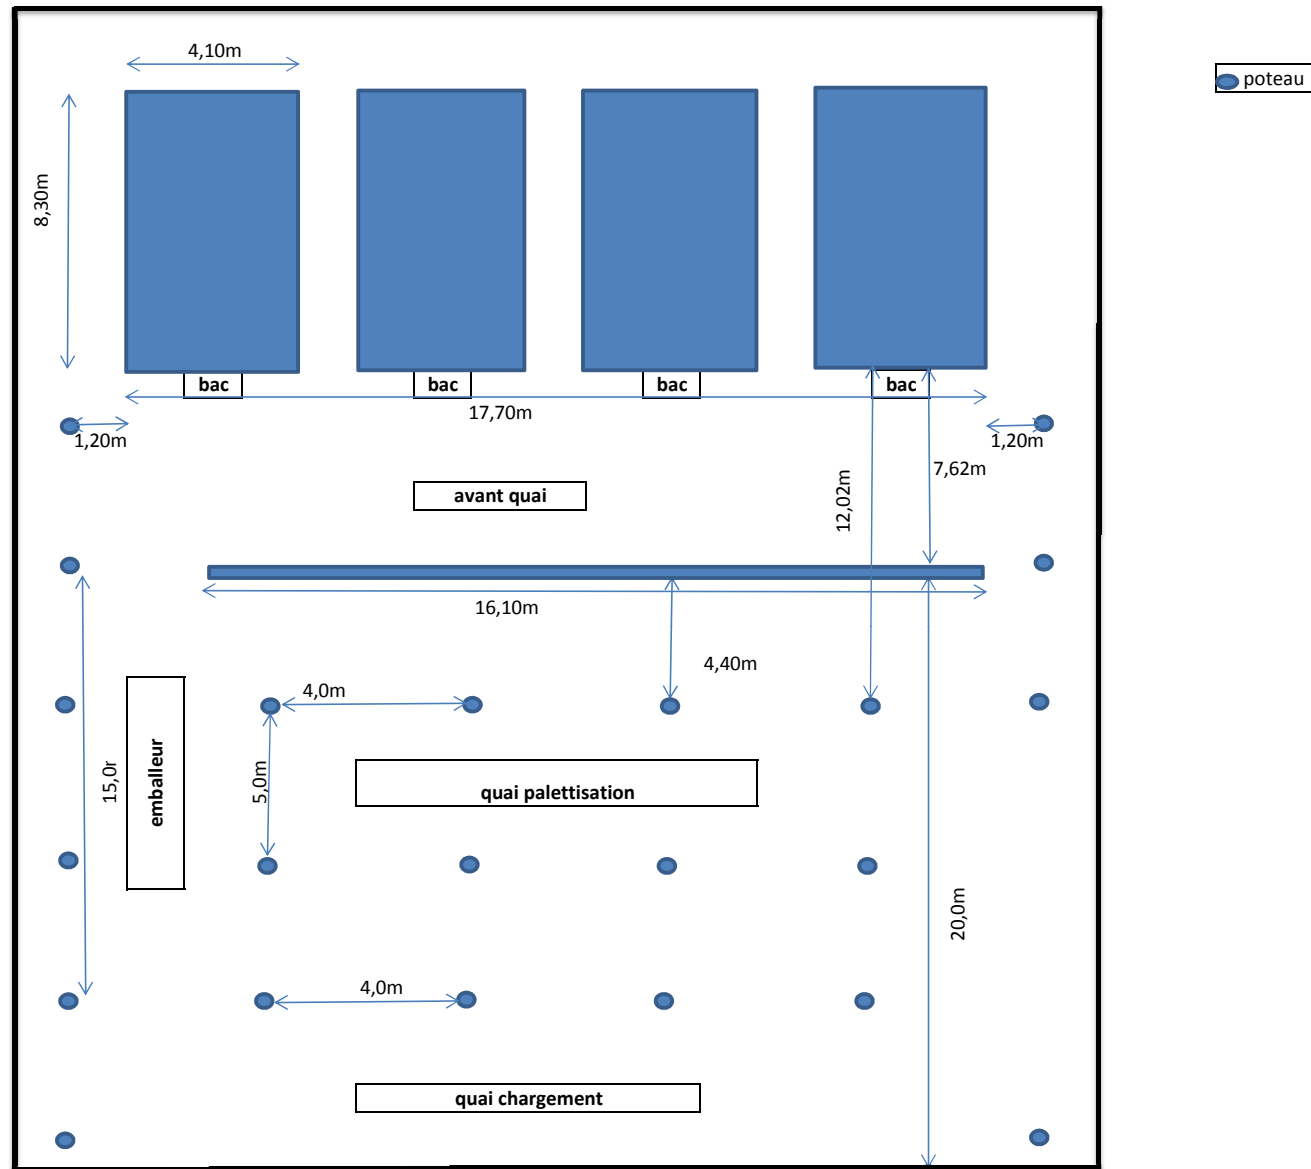 4,10m
poteau
8,30m
bac
bac
bac
bac
17,70m
1,20m
1,20m
7,62m
12,02m
avant quai
16,10m
4,40m
4,0m
15,0r
emballeur
5,0m
quai palettisation
20,0m
4,0m
quai chargement